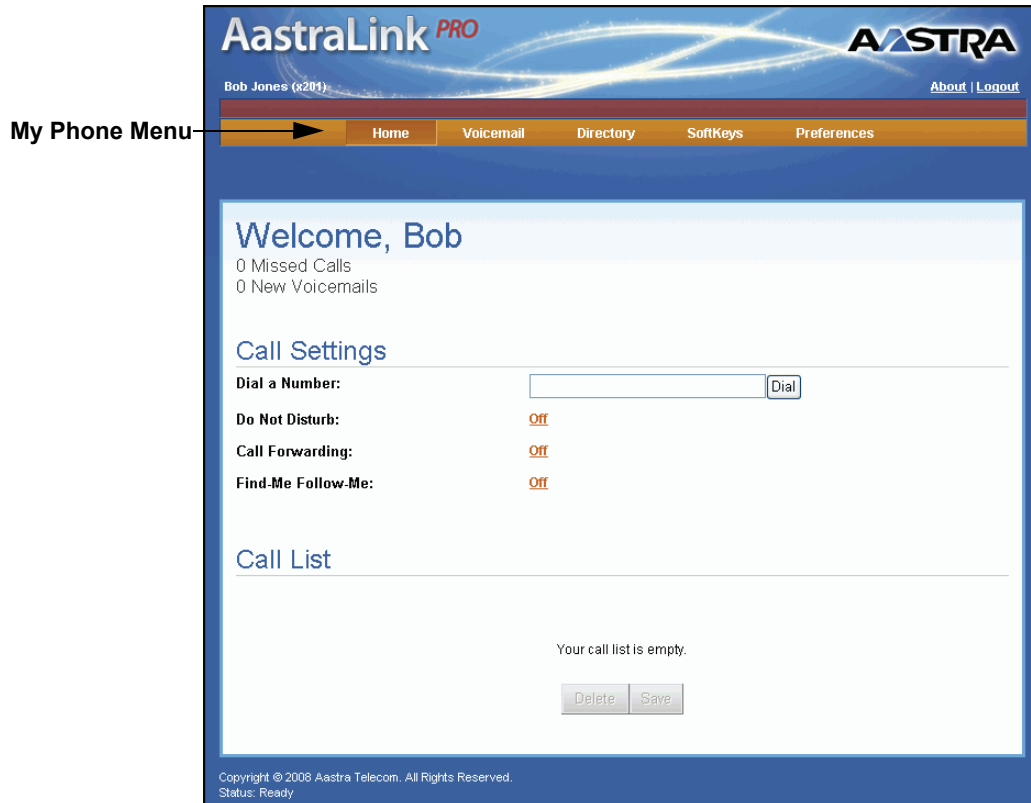 AastraLink PRO
AASTRA
Bob Jones (x201)
About | Logout
My Phone Menu
Home Voicemail Directory SoftKeys Preferences
Welcome, Bob
0 Missed Calls
0 New Voicemails
Call Settings
Dial a Number: Dial
Do Not Disturb: Off
Call Forwarding: Off
Find-Me Follow-Me: Off
Call List
Your call list is empty.
Delete Save
Copyright © 2008 Aastra Telecom. All Rights Reserved.
Status: Ready